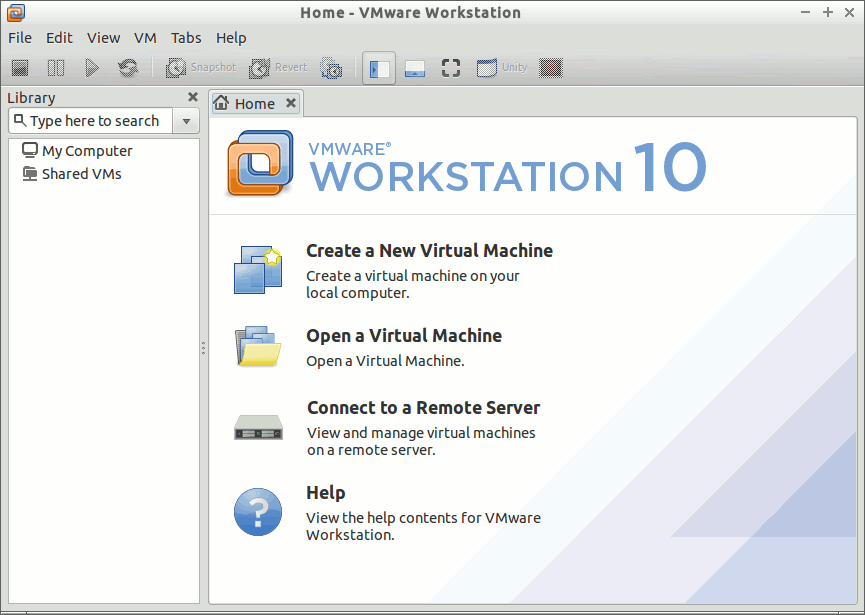 Home - VMware Workstation
File Edit View VM Tabs Help
Snapshot Revert Unity
Library
Home
Type here to search
My Computer
Shared VMs
VMWARE®
WORKSTATION 10
Create a New Virtual Machine
Create a virtual machine on your
local computer.
Open a Virtual Machine
Open a Virtual Machine.
Connect to a Remote Server
View and manage virtual machines
on a remote server.
?
Help
View the help contents for VMware
Workstation.